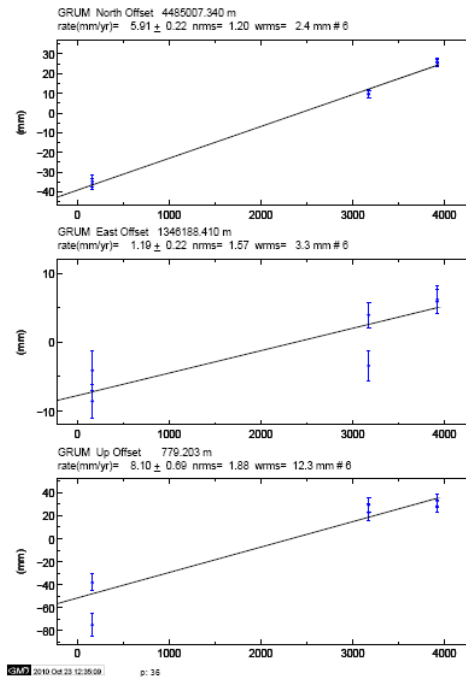 GRUM North Offset 4485007.340 m
rate(mm/yr)= 5.91 ± 0.22 nrms= 1.20 wrms= 2.4 mm # 6
30
20
10
0
−10
−20
−30
−40
(mm)
0 1000 2000 3000 4000
GRUM East Offset 1346188.410 m
rate(mm/yr)= 1.19 ± 0.22 nrms= 1.57 wrms= 3.3 mm # 6
10
0
−10
(mm)
0 1000 2000 3000 4000
GRUM Up Offset 779.203 m
rate(mm/yr)= 8.10 ± 0.69 nrms= 1.88 wrms= 12.3 mm # 6
40
20
0
−20
−40
−60
−80
(mm)
0 1000 2000 3000 4000
GMT 2010 Oct 23 12:35:09 p: 36